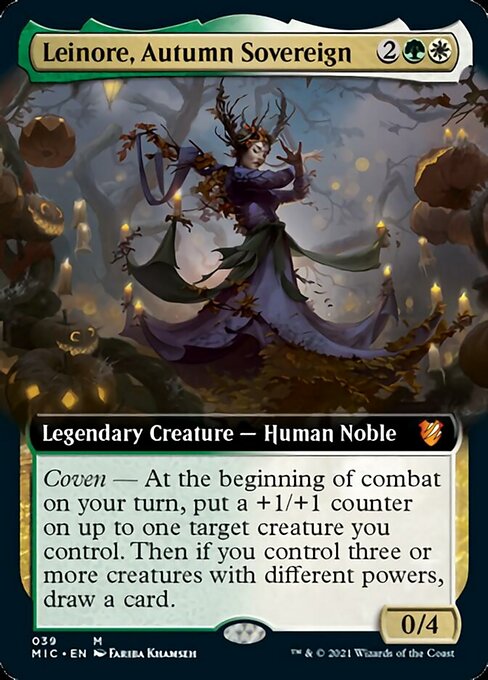 Leinore, Autumn Sovereign 2
Legendary Creature — Human Noble
Coven — At the beginning of combat
on your turn, put a +1/+1 counter
on up to one target creature you
control. Then if you control three or
more creatures with different powers,
draw a card.
0/4
039 M
MIC • EN Fariba Khamseh
™ & © 2021 Wizards of the Coast